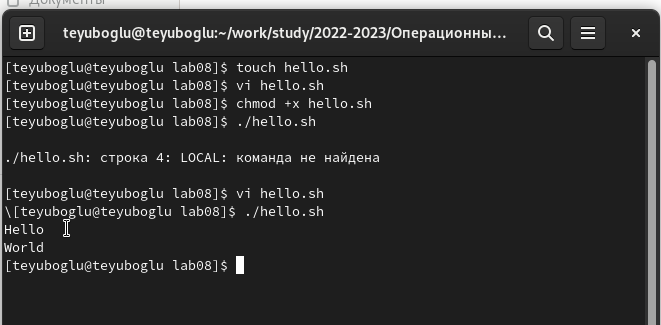 Документы
teyuboglu@teyuboglu:~/work/study/2022-2023/Операционны...
[teyuboglu@teyuboglu lab08]$ touch hello.sh
[teyuboglu@teyuboglu lab08]$ vi hello.sh
[teyuboglu@teyuboglu lab08]$ chmod +x hello.sh
[teyuboglu@teyuboglu lab08]$ ./hello.sh
./hello.sh: строка 4: LOCAL: команда не найдена
[teyuboglu@teyuboglu lab08]$ vi hello.sh
\[teyuboglu@teyuboglu lab08]$ ./hello.sh
Hello
World
[teyuboglu@teyuboglu lab08]$